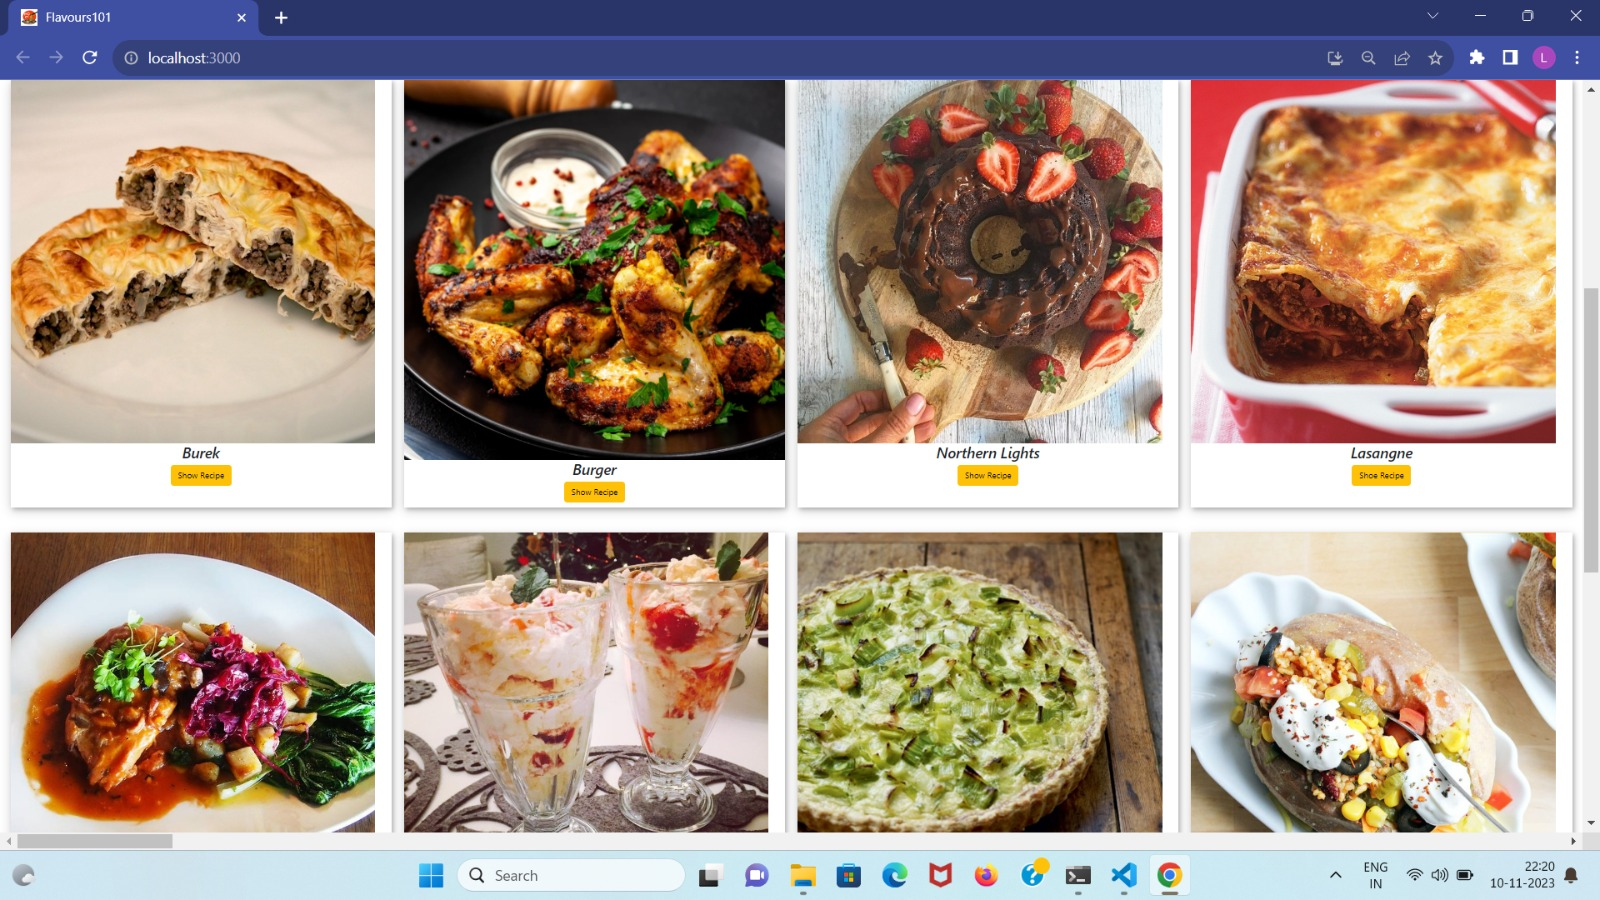 Flavours101
localhost:3000
L
Burek
Show Recipe
Burger
Show Recipe
Northern Lights
Show Recipe
Lasangne
Shoe Recipe
Search
ENG
IN
22:20
10-11-2023